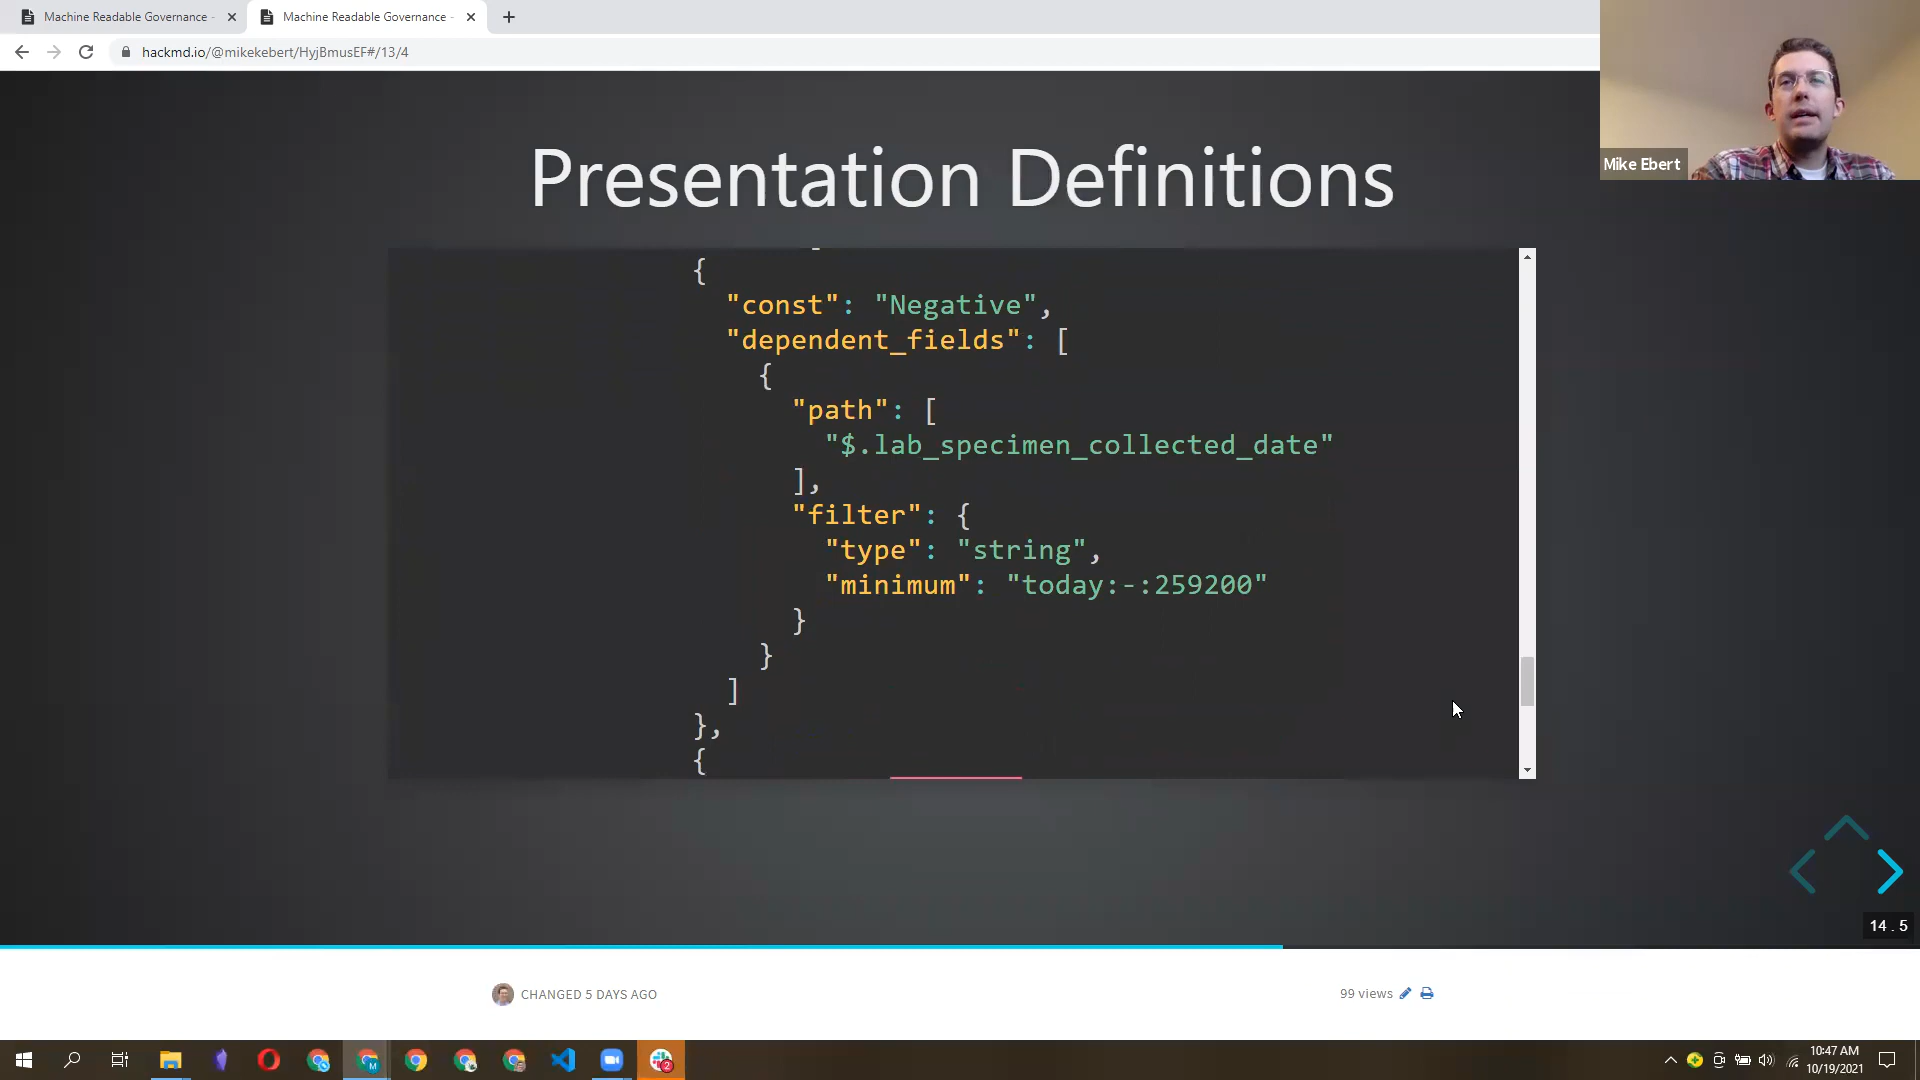 Machine Readable Governance -
Machine Readable Governance -
hackmd.io/@mikekebert/HyjBmusEF#/13/4
Mike Ebert
Presentation Definitions
{
"const": "Negative",
"dependent_fields": [
{
"path": [
"$.lab_specimen_collected_date"
],
"filter": {
"type": "string",
"minimum": "today:-:259200"
}
}
]
},
{
14 . 5
CHANGED 5 DAYS AGO
99 views
M
2
10:47 AM
10/19/2021